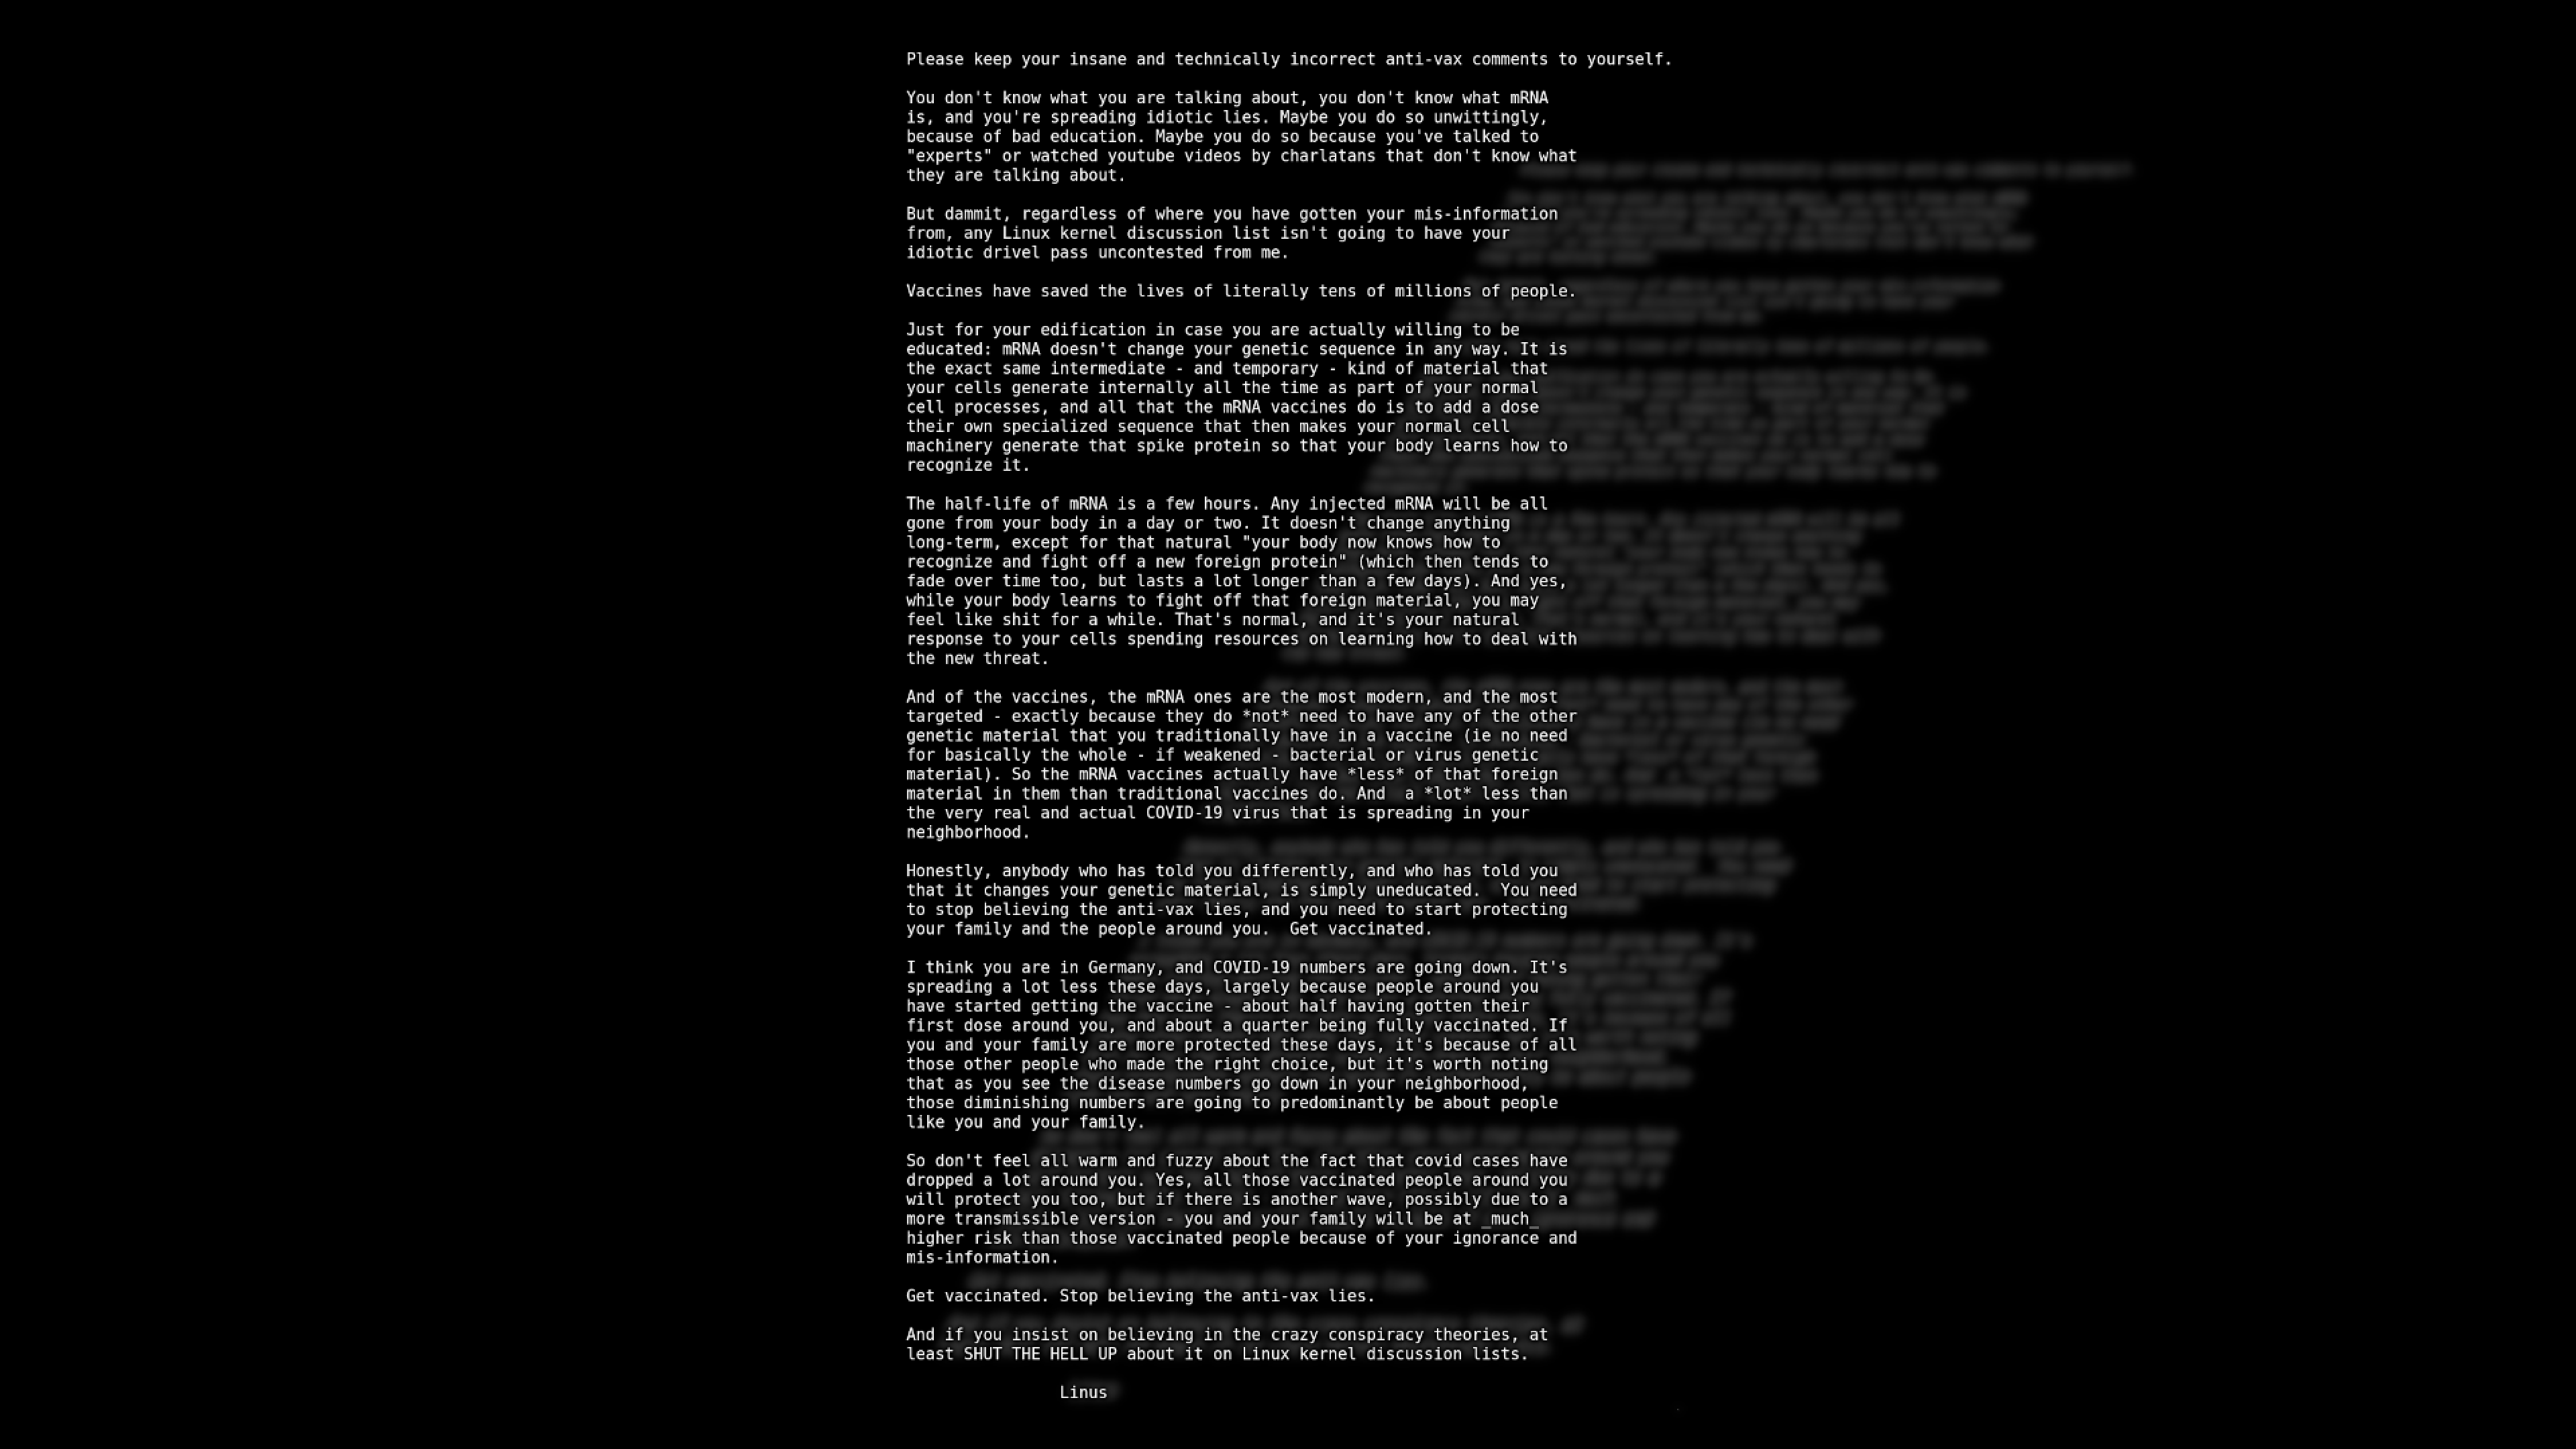 Please keep your insane and technically incorrect anti-vax comments to yourself.
You don't know what you are talking about, you don't know what mRNA
is, and you're spreading idiotic lies. Maybe you do so unwittingly,
because of bad education. Maybe you do so because you've talked to
"experts" or watched youtube videos by charlatans that don't know what
they are talking about.
But dammit, regardless of where you have gotten your mis-information
from, any Linux kernel discussion list isn't going to have your
idiotic drivel pass uncontested from me.
Vaccines have saved the lives of literally tens of millions of people.
Just for your edification in case you are actually willing to be
educated: mRNA doesn't change your genetic sequence in any way. It is
the exact same intermediate - and temporary - kind of material that
your cells generate internally all the time as part of your normal
cell processes, and all that the mRNA vaccines do is to add a dose
their own specialized sequence that then makes your normal cell
machinery generate that spike protein so that your body learns how to
recognize it.
The half-life of mRNA is a few hours. Any injected mRNA will be all
gone from your body in a day or two. It doesn't change anything
long-term, except for that natural "your body now knows how to
recognize and fight off a new foreign protein" (which then tends to
fade over time too, but lasts a lot longer than a few days). And yes,
while your body learns to fight off that foreign material, you may
feel like shit for a while. That's normal, and it's your natural
response to your cells spending resources on learning how to deal with
the new threat.
And of the vaccines, the mRNA ones are the most modern, and the most
targeted - exactly because they do *not* need to have any of the other
genetic material that you traditionally have in a vaccine (ie no need
for basically the whole - if weakened - bacterial or virus genetic
material). So the mRNA vaccines actually have *less* of that foreign
material in them than traditional vaccines do. And  a *lot* less than
the very real and actual COVID-19 virus that is spreading in your
neighborhood.
Honestly, anybody who has told you differently, and who has told you
that it changes your genetic material, is simply uneducated.  You need
to stop believing the anti-vax lies, and you need to start protecting
your family and the people around you.  Get vaccinated.
I think you are in Germany, and COVID-19 numbers are going down. It's
spreading a lot less these days, largely because people around you
have started getting the vaccine - about half having gotten their
first dose around you, and about a quarter being fully vaccinated. If
you and your family are more protected these days, it's because of all
those other people who made the right choice, but it's worth noting
that as you see the disease numbers go down in your neighborhood,
those diminishing numbers are going to predominantly be about people
like you and your family.
So don't feel all warm and fuzzy about the fact that covid cases have
dropped a lot around you. Yes, all those vaccinated people around you
will protect you too, but if there is another wave, possibly due to a
more transmissible version - you and your family will be at _much_
higher risk than those vaccinated people because of your ignorance and
mis-information.
Get vaccinated. Stop believing the anti-vax lies.
And if you insist on believing in the crazy conspiracy theories, at
least SHUT THE HELL UP about it on Linux kernel discussion lists.
Linus